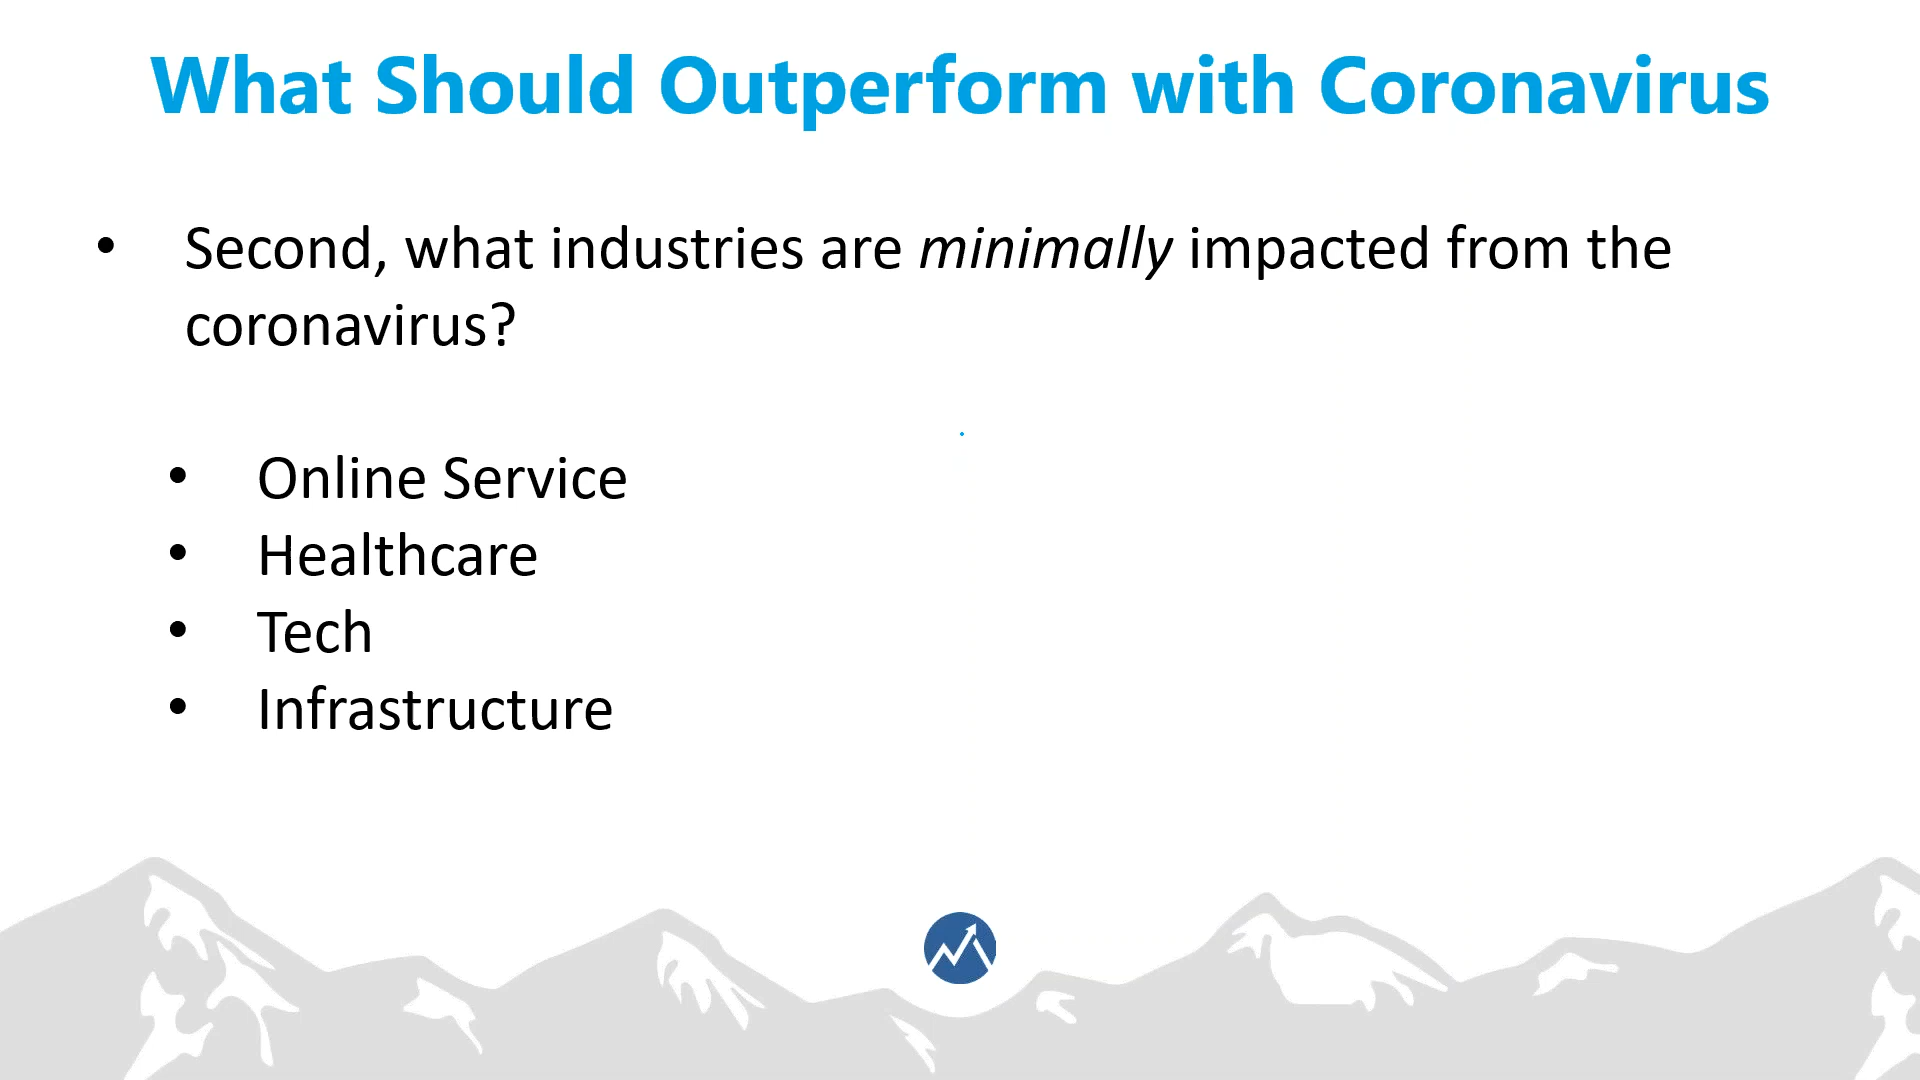 What Should Outperform with Coronavirus
• Second, what industries are minimally impacted from the
coronavirus?
• Online Service
• Healthcare
• Tech
• Infrastructure